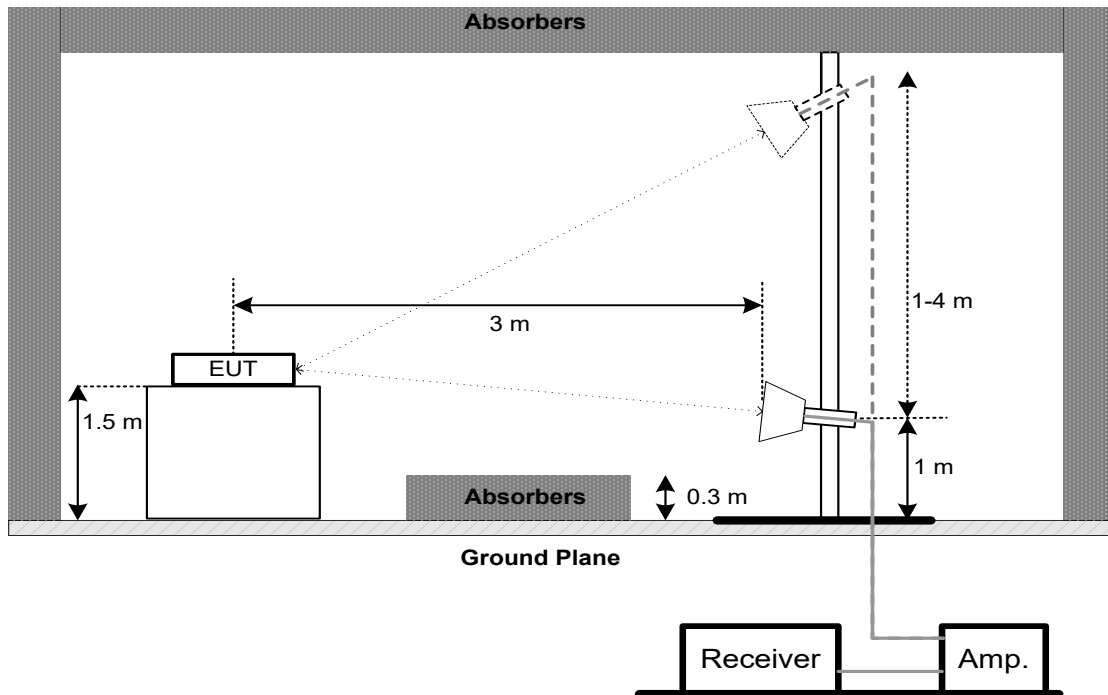 Absorbers
3 m
1-4 m
EUT
1.5 m
1 m
Absorbers
0.3 m
Ground Plane
Receiver
Amp.